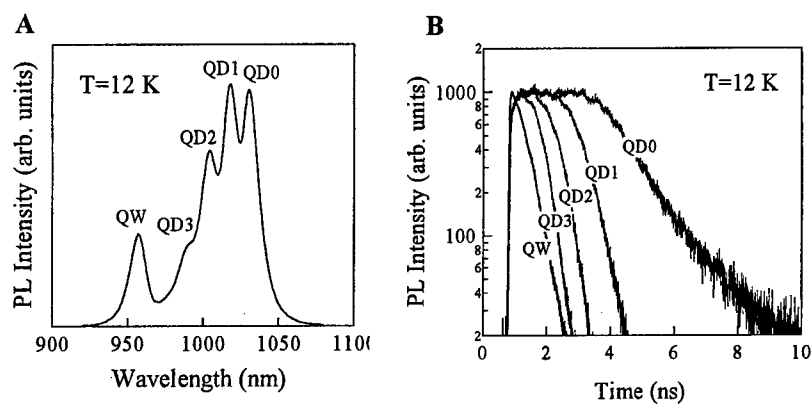 A
T=12 K
QD1
QD0
QD2
QD3
QW
PL Intensity (arb. units)
900
950
1000
1050
110
Wavelength (nm)
B
T=12 K
2
1000
8
6
4
2
100
8
6
4
2
QD0
QD1
QD2
QD3
QW
PL Intensity (arb. units)
0
2
4
6
8
10
Time (ns)